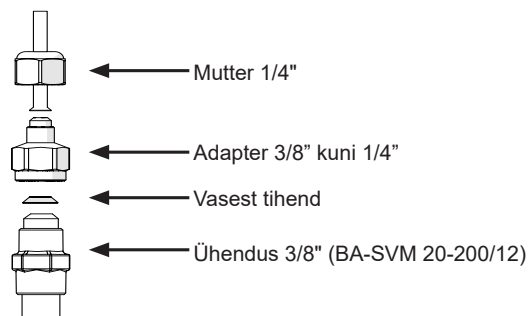 Mutter 1/4"
Adapter 3/8” kuni 1/4”
Vasest tihend
Ühendus 3/8" (BA-SVM 20-200/12)